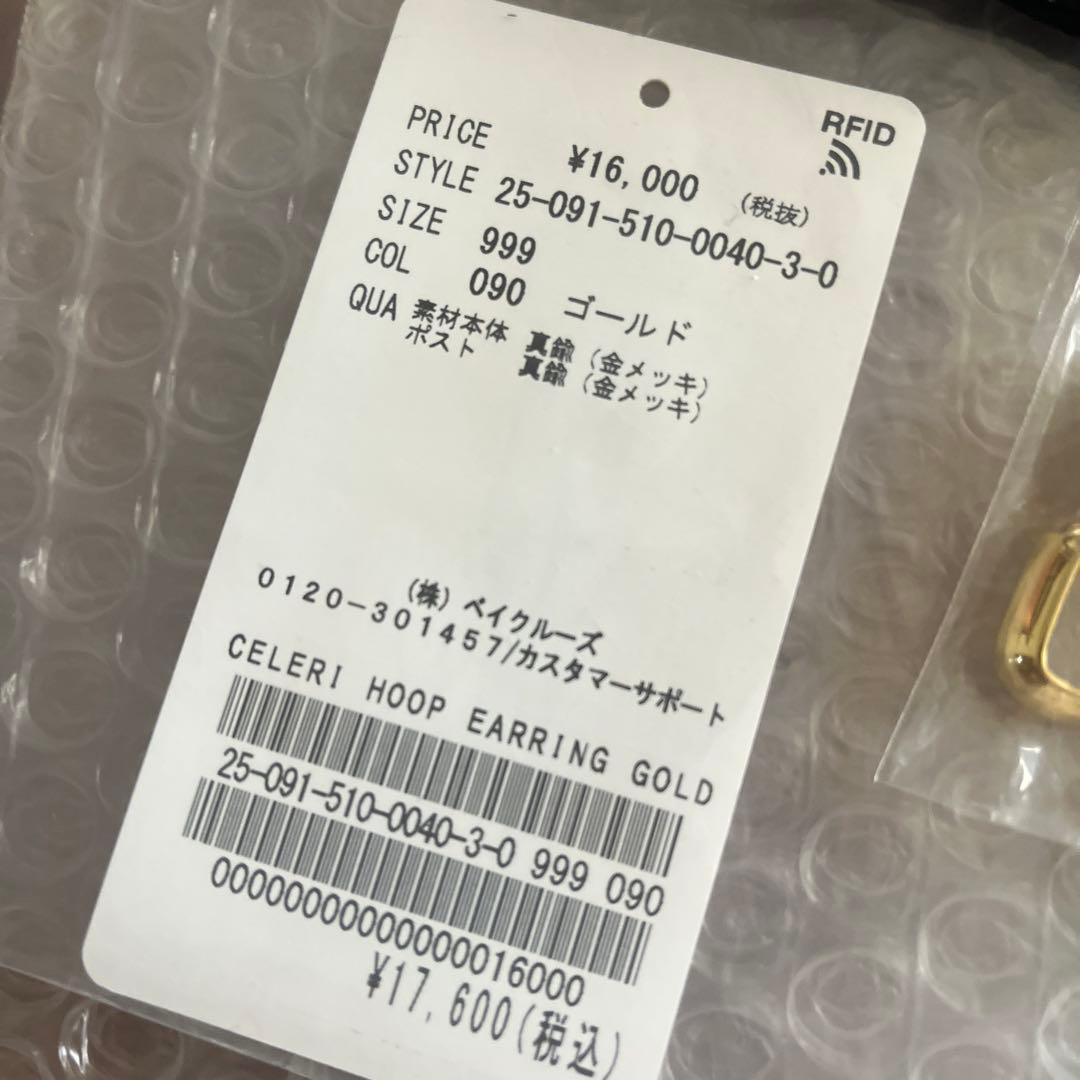 RFID
PRICE ¥16,000 (税抜)
STYLE 25-091-510-0040-3-0
SIZE 999
COL 090 ゴールド
QUA 素材本体 真鍮(金メッキ)
ポスト 真鍮(金メッキ)
(株)ベイクルーズ
0120-301457/カスタマーサポート
CELERI HOOP EARRING GOLD
25-091-510-0040-3-0 999 090
0000000000000016000
¥17,600(税込)